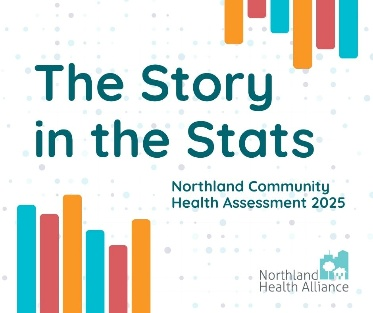 The Story
in the Stats
Northland Community
Health Assessment 2025
Northland
Health Alliance